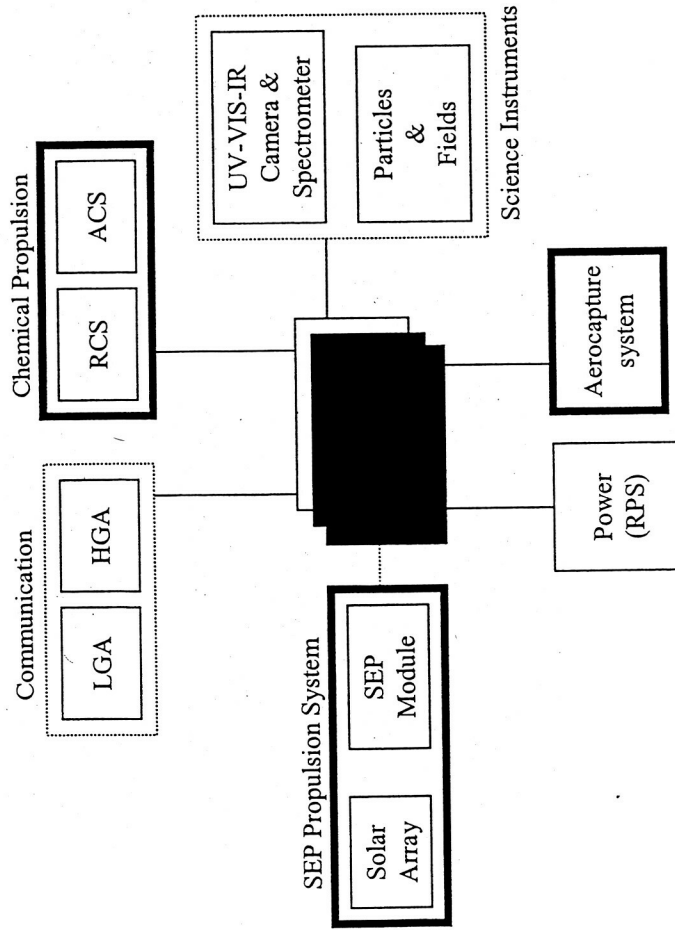 Communication
LGA
HGA
Chemical Propulsion
RCS
ACS
SEP Propulsion System
Solar
Array
SEP
Module
UV-VIS-IR
Camera &
Spectrometer
Particles
&
Fields
Science Instruments
Power
(RPS)
Aerocapture
system